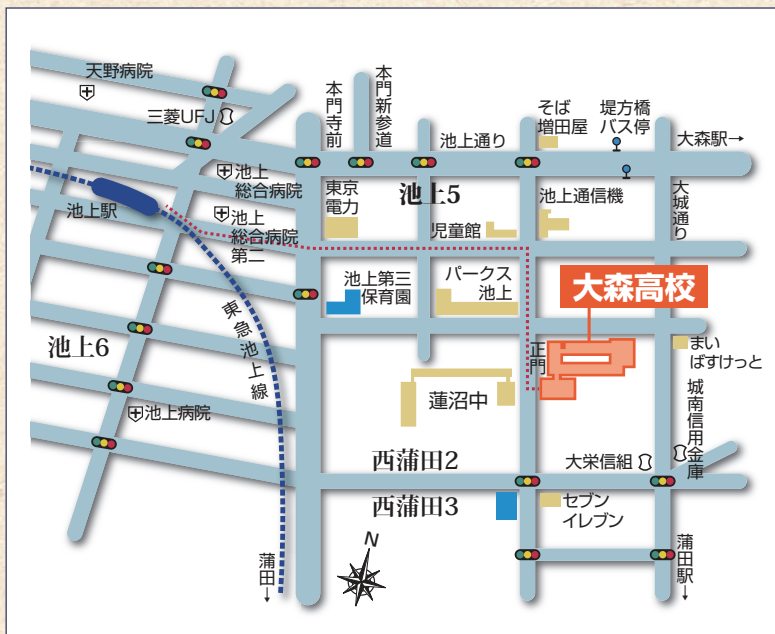 天野病院
三菱UFJ
本門寺前
本門新参道
池上通り
そば
増田屋
堤方橋
バス停
大森駅→
池上
総合病院
東京
電力
池上5
池上通信機
大城通り
池上駅
池上
総合病院
第二
児童館
池上第三
保育園
パークス
池上
大森高校
東急池上線
池上6
正門
まい
ばすけっと
蓮沼中
池上病院
城南信用金庫
西蒲田2
大栄信組
西蒲田3
セブン
イレブン
N
蒲田→
蒲田駅→